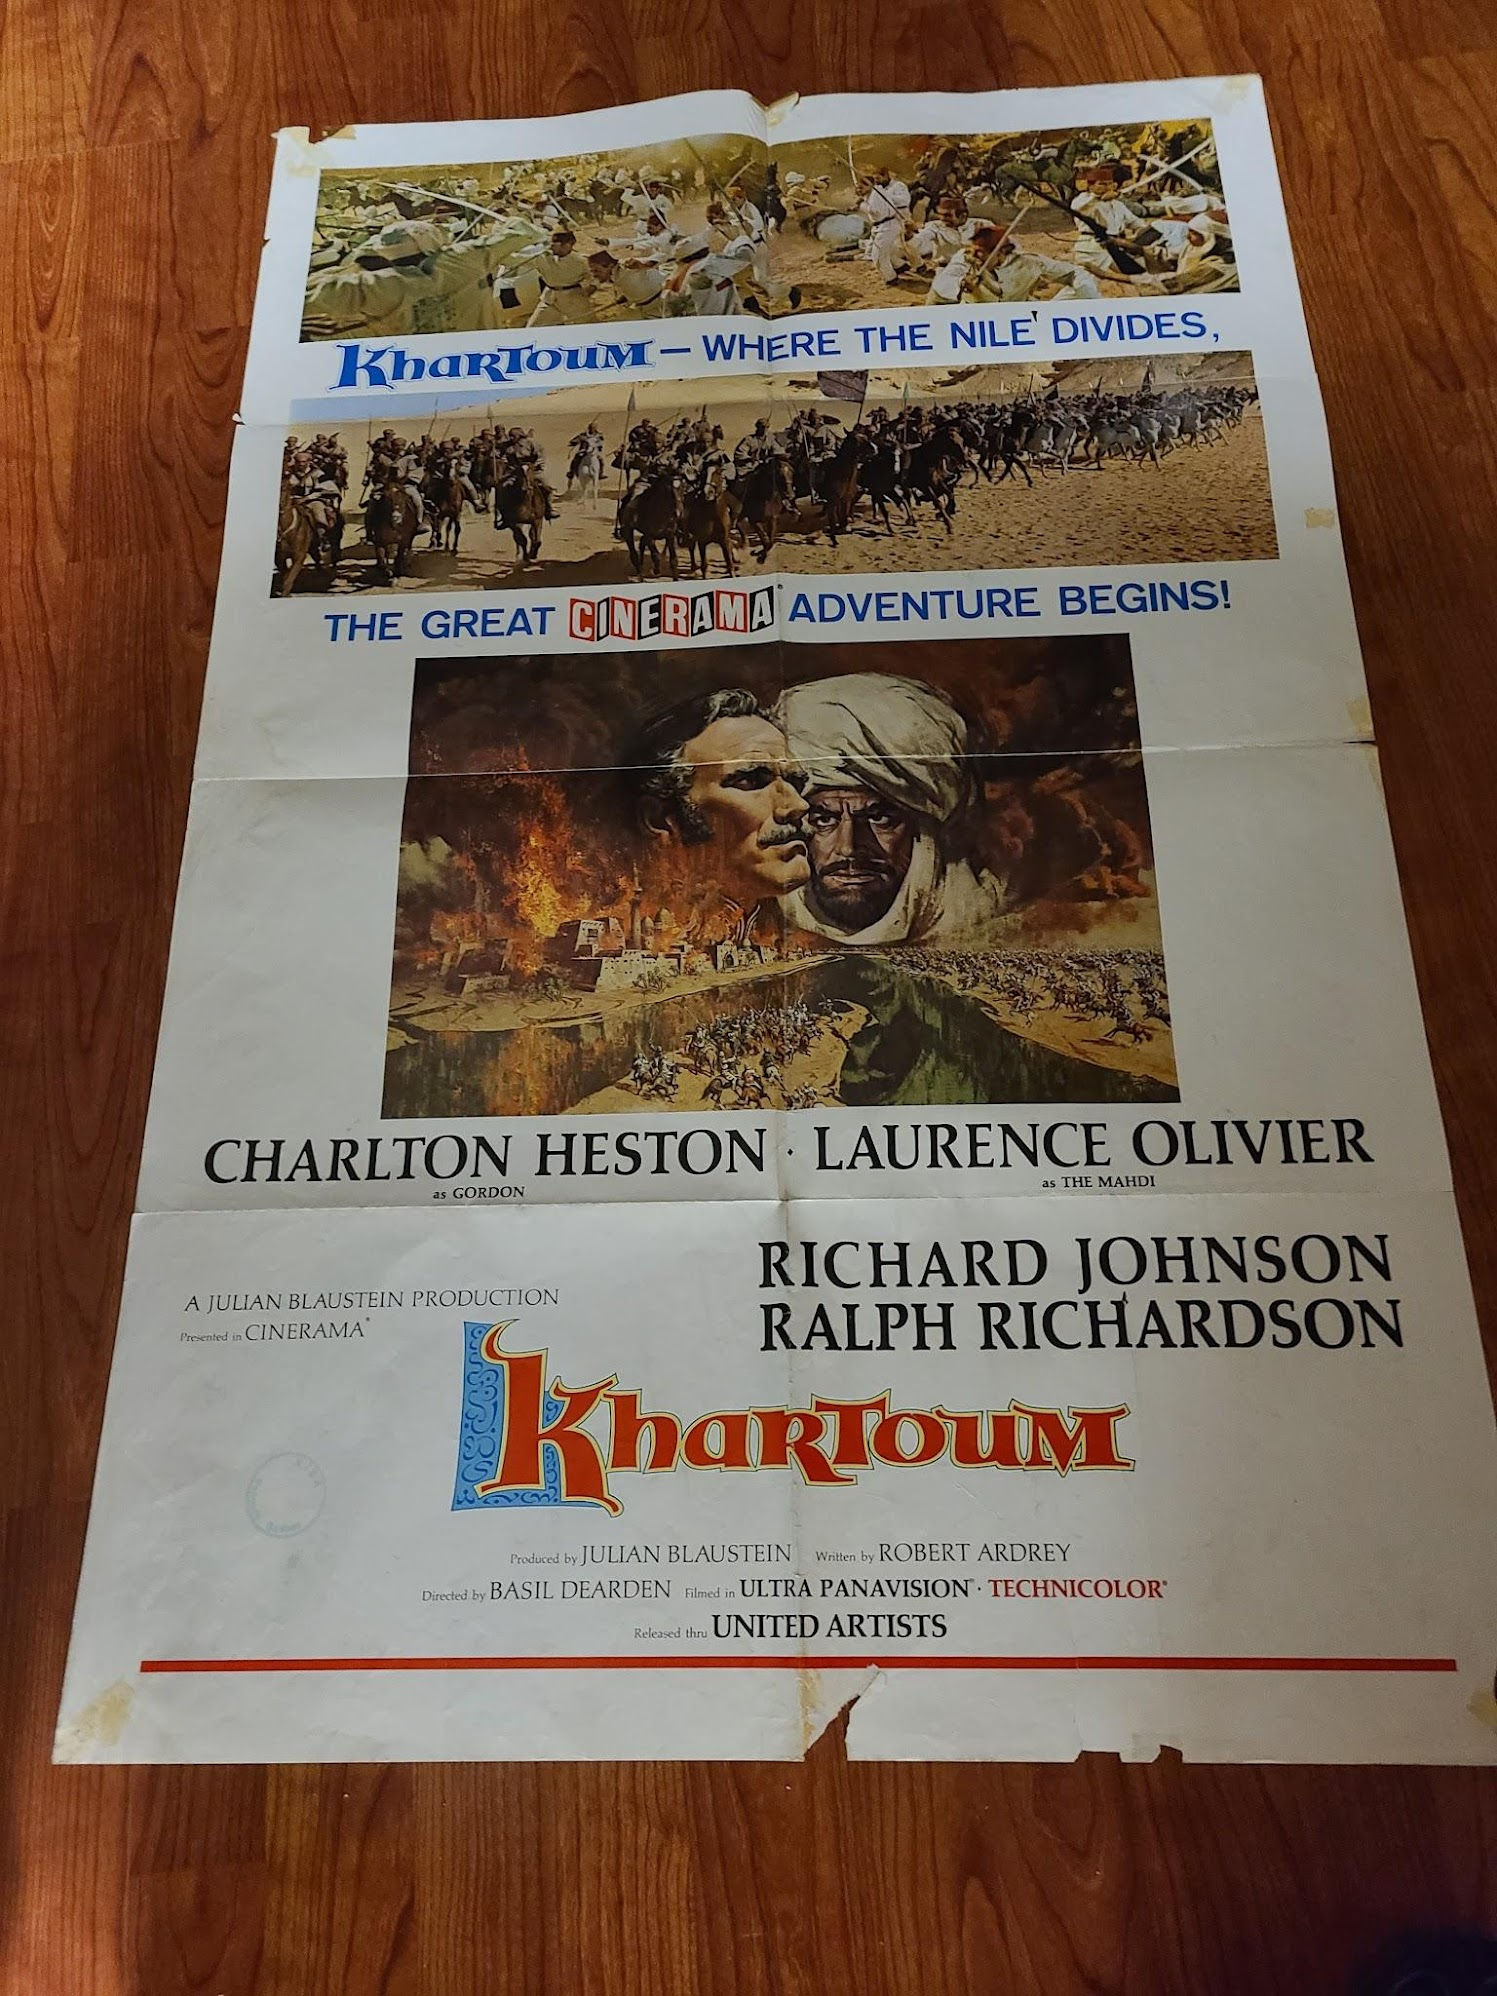 Khartoum — WHERE THE NILE DIVIDES,
THE GREAT CINERAMA® ADVENTURE BEGINS!
CHARLTON HESTON · LAURENCE OLIVIER
as GORDON as THE MAHDI
RICHARD JOHNSON
RALPH RICHARDSON
A JULIAN BLAUSTEIN PRODUCTION
Presented in CINERAMA®
Khartoum
Produced by JULIAN BLAUSTEIN Written by ROBERT ARDREY
Directed by BASIL DEARDEN Filmed in ULTRA PANAVISION® · TECHNICOLOR®
Released thru UNITED ARTISTS